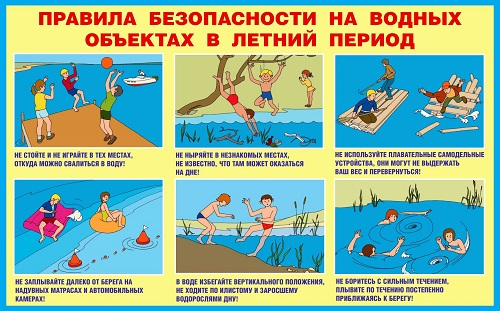 ПРАВИЛА БЕЗОПАСНОСТИ НА ВОДНЫХ
ОБЪЕКТАХ В ЛЕТНИЙ ПЕРИОД
НЕ СТОЙТЕ И НЕ ИГРАЙТЕ В ТЕХ МЕСТАХ,
ОТКУДА МОЖНО СВАЛИТЬСЯ В ВОДУ!
НЕ НЫРЯЙТЕ В НЕЗНАКОМЫХ МЕСТАХ,
НЕ ИЗВЕСТНО, ЧТО ТАМ МОЖЕТ ОКАЗАТЬСЯ
НА ДНЕ!
НЕ ИСПОЛЬЗУЙТЕ ПЛАВАТЕЛЬНЫЕ САМОДЕЛЬНЫЕ
УСТРОЙСТВА, ОНИ МОГУТ НЕ ВЫДЕРЖАТЬ
ВАШ ВЕС И ПЕРЕВЕРНУТЬСЯ!
НЕ ЗАПЛЫВАЙТЕ ДАЛЕКО ОТ БЕРЕГА НА
НАДУВНЫХ МАТРАСАХ И АВТОМОБИЛЬНЫХ
КАМЕРАХ!
В ВОДЕ ИЗБЕГАЙТЕ ВЕРТИКАЛЬНОГО ПОЛОЖЕНИЯ,
НЕ ХОДИТЕ ПО ИЛИСТОМУ И ЗАРОСШЕМУ
ВОДОРОСЛЯМИ ДНУ!
НЕ БОРИТЕСЬ С СИЛЬНЫМ ТЕЧЕНИЕМ,
ПЛЫВИТЕ ПО ТЕЧЕНИЮ ПОСТЕПЕННО
ПРИБЛИЖАЯСЬ К БЕРЕГУ!